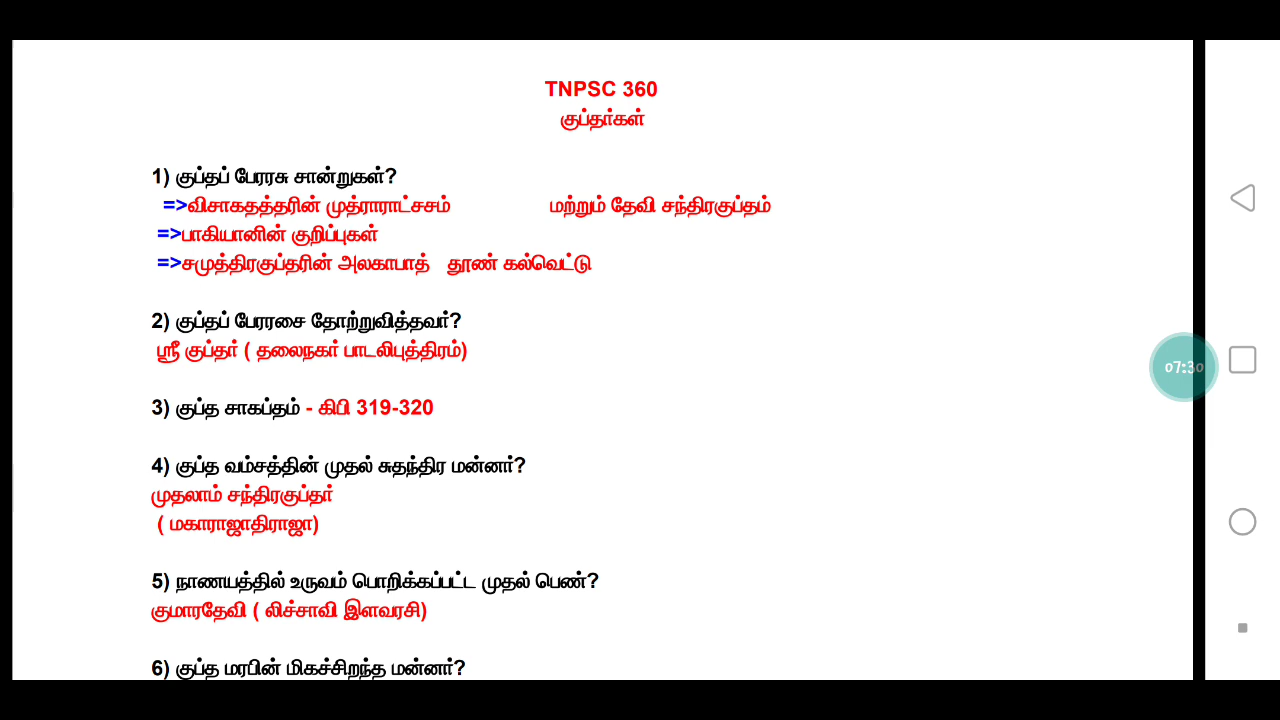 TNPSC 360
குப்தர்கள்
1) குப்தப் பேரரசு சான்றுகள்?
=>விசாகதத்தரின் முத்ராராட்சசம் மற்றும் தேவி சந்திரகுப்தம்
=>பாகியானின் குறிப்புகள்
=>சமுத்திரகுப்தரின் அலகாபாத் தூண் கல்வெட்டு
2) குப்தப் பேரரசை தோற்றுவித்தவர்?
ஸ்ரீ குப்தர் ( தலைநகர் பாடலிபுத்திரம்)
3) குப்த சாகப்தம் - கிபி 319-320
4) குப்த வம்சத்தின் முதல் சுதந்திர மன்னர்?
முதலாம் சந்திரகுப்தர்
( மகாராஜாதிராஜா)
5) நாணயத்தில் உருவம் பொறிக்கப்பட்ட முதல் பெண்?
குமாரதேவி ( லிச்சாவி இளவரசி)
6) குப்த மரபின் மிகச்சிறந்த மன்னர்?
07:30